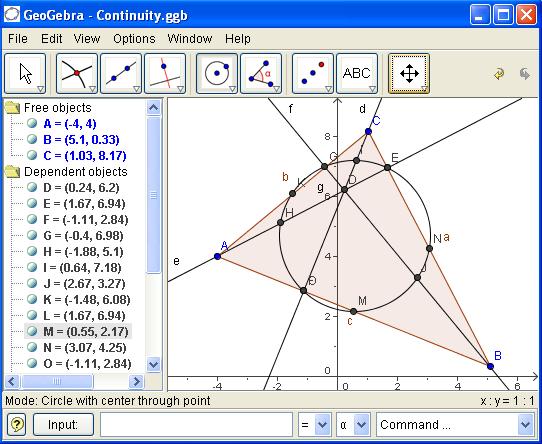 GeoGebra - Continuity.ggb
File Edit View Options Window Help
ABC
Free objects
A = (-4, 4)
B = (5.1, 0.33)
C = (1.03, 8.17)
Dependent objects
D = (0.24, 6.2)
E = (1.67, 6.94)
F = (-1.11, 2.84)
G = (-0.4, 6.98)
H = (-1.88, 5.1)
I = (0.64, 7.18)
J = (2.67, 3.27)
K = (-1.48, 6.08)
L = (1.67, 6.94)
M = (0.55, 2.17)
N = (3.07, 4.25)
O = (-1.11, 2.84)
f d
C
8
G I E
b K D
g
6
H
A N a
4
e J
O
M
2 c
B
0
-4 -2 0 2 4 6
Mode: Circle with center through point x : y = 1 : 1
Input: = α Command ...